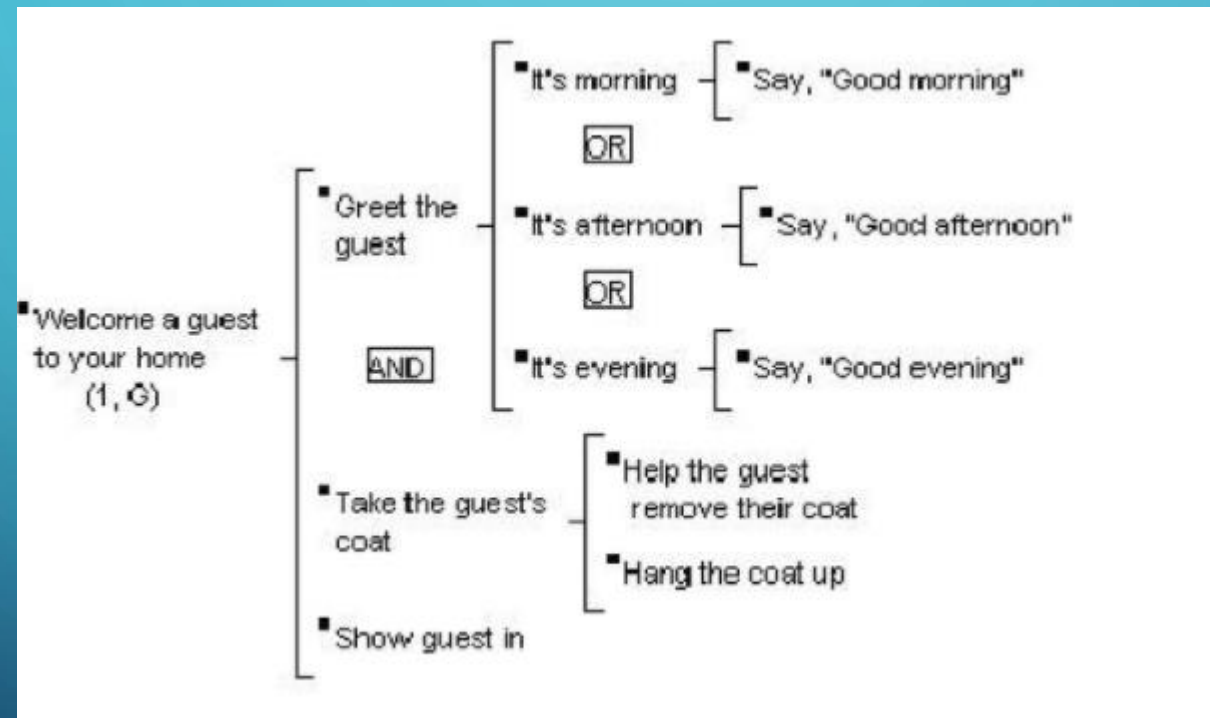 It's morning
Say, "Good morning"
OR
Greet the
guest
It's afternoon
Say, "Good afternoon"
OR
Welcome a guest
to your home
(1, G)
AND
It's evening
Say, "Good evening"
Take the guest's
coat
Help the guest
remove their coat
Hang the coat up
Show guest in